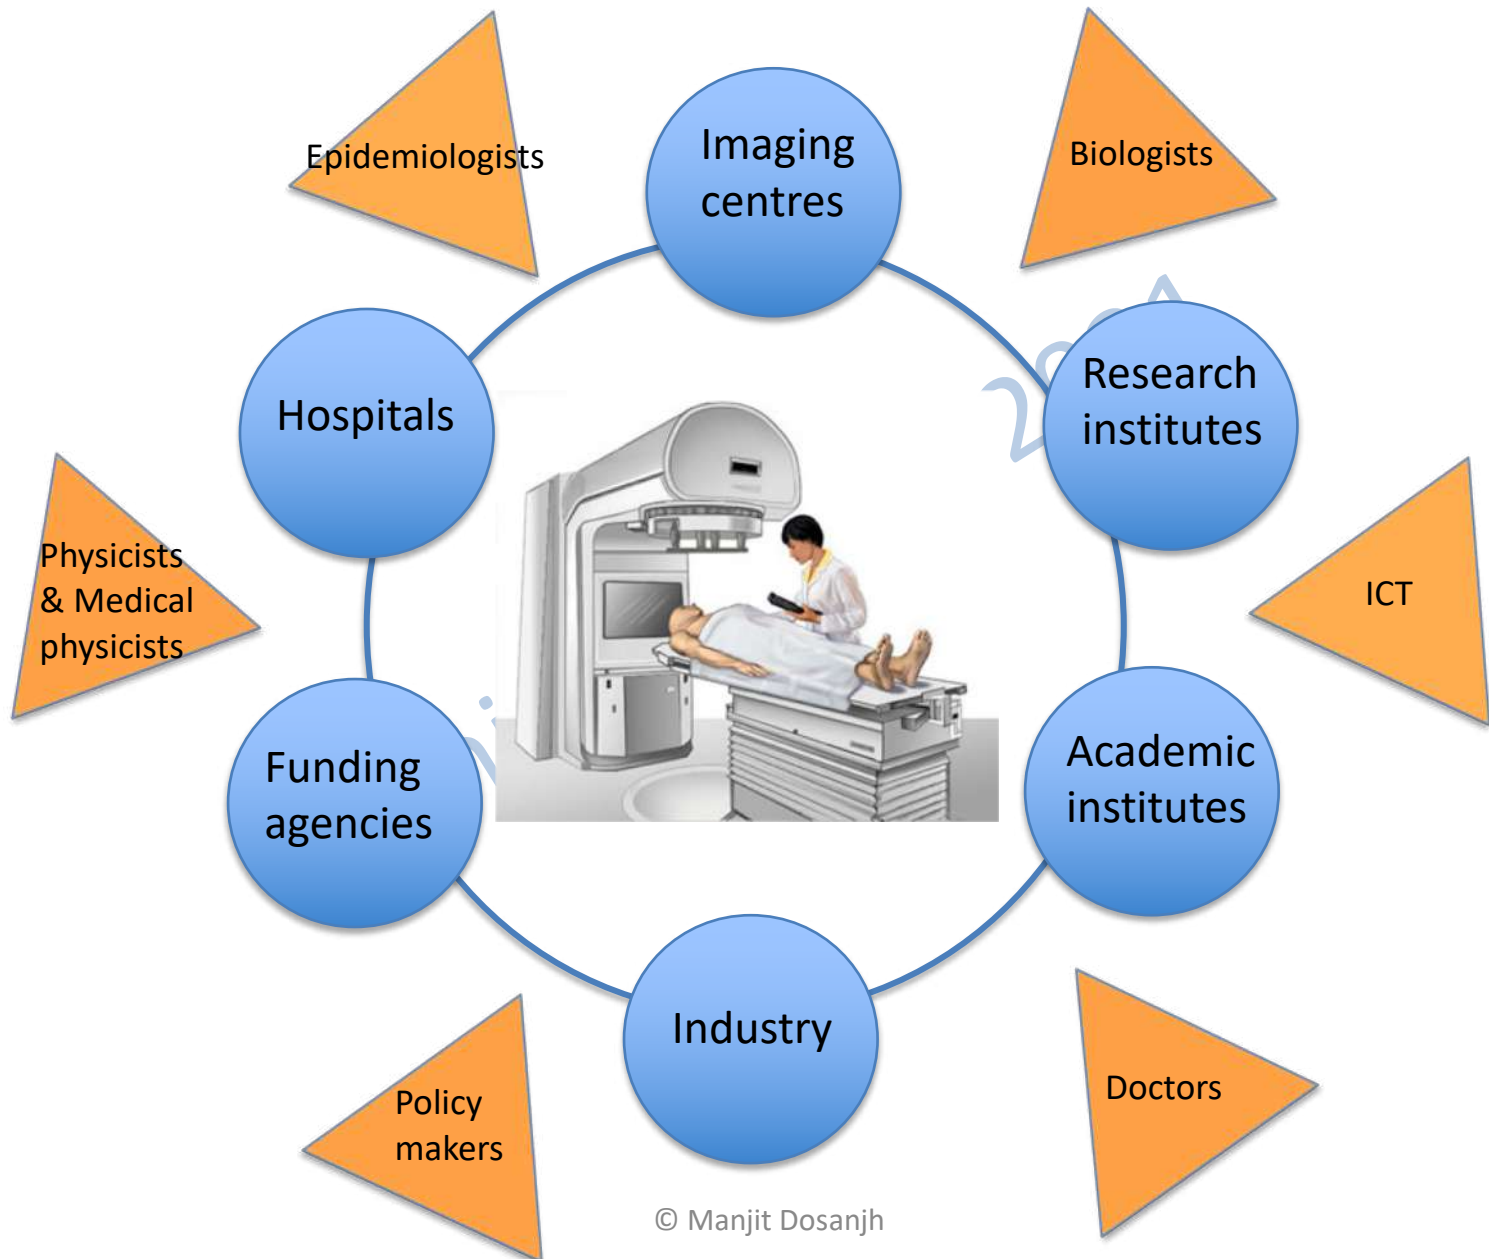 Epidemiologists
Imaging
centres
Biologists
Hospitals
Research
institutes
Physicists
& Medical
physicists
ICT
Funding
agencies
Academic
institutes
Industry
Policy
makers
Doctors
© Manjit Dosanjh